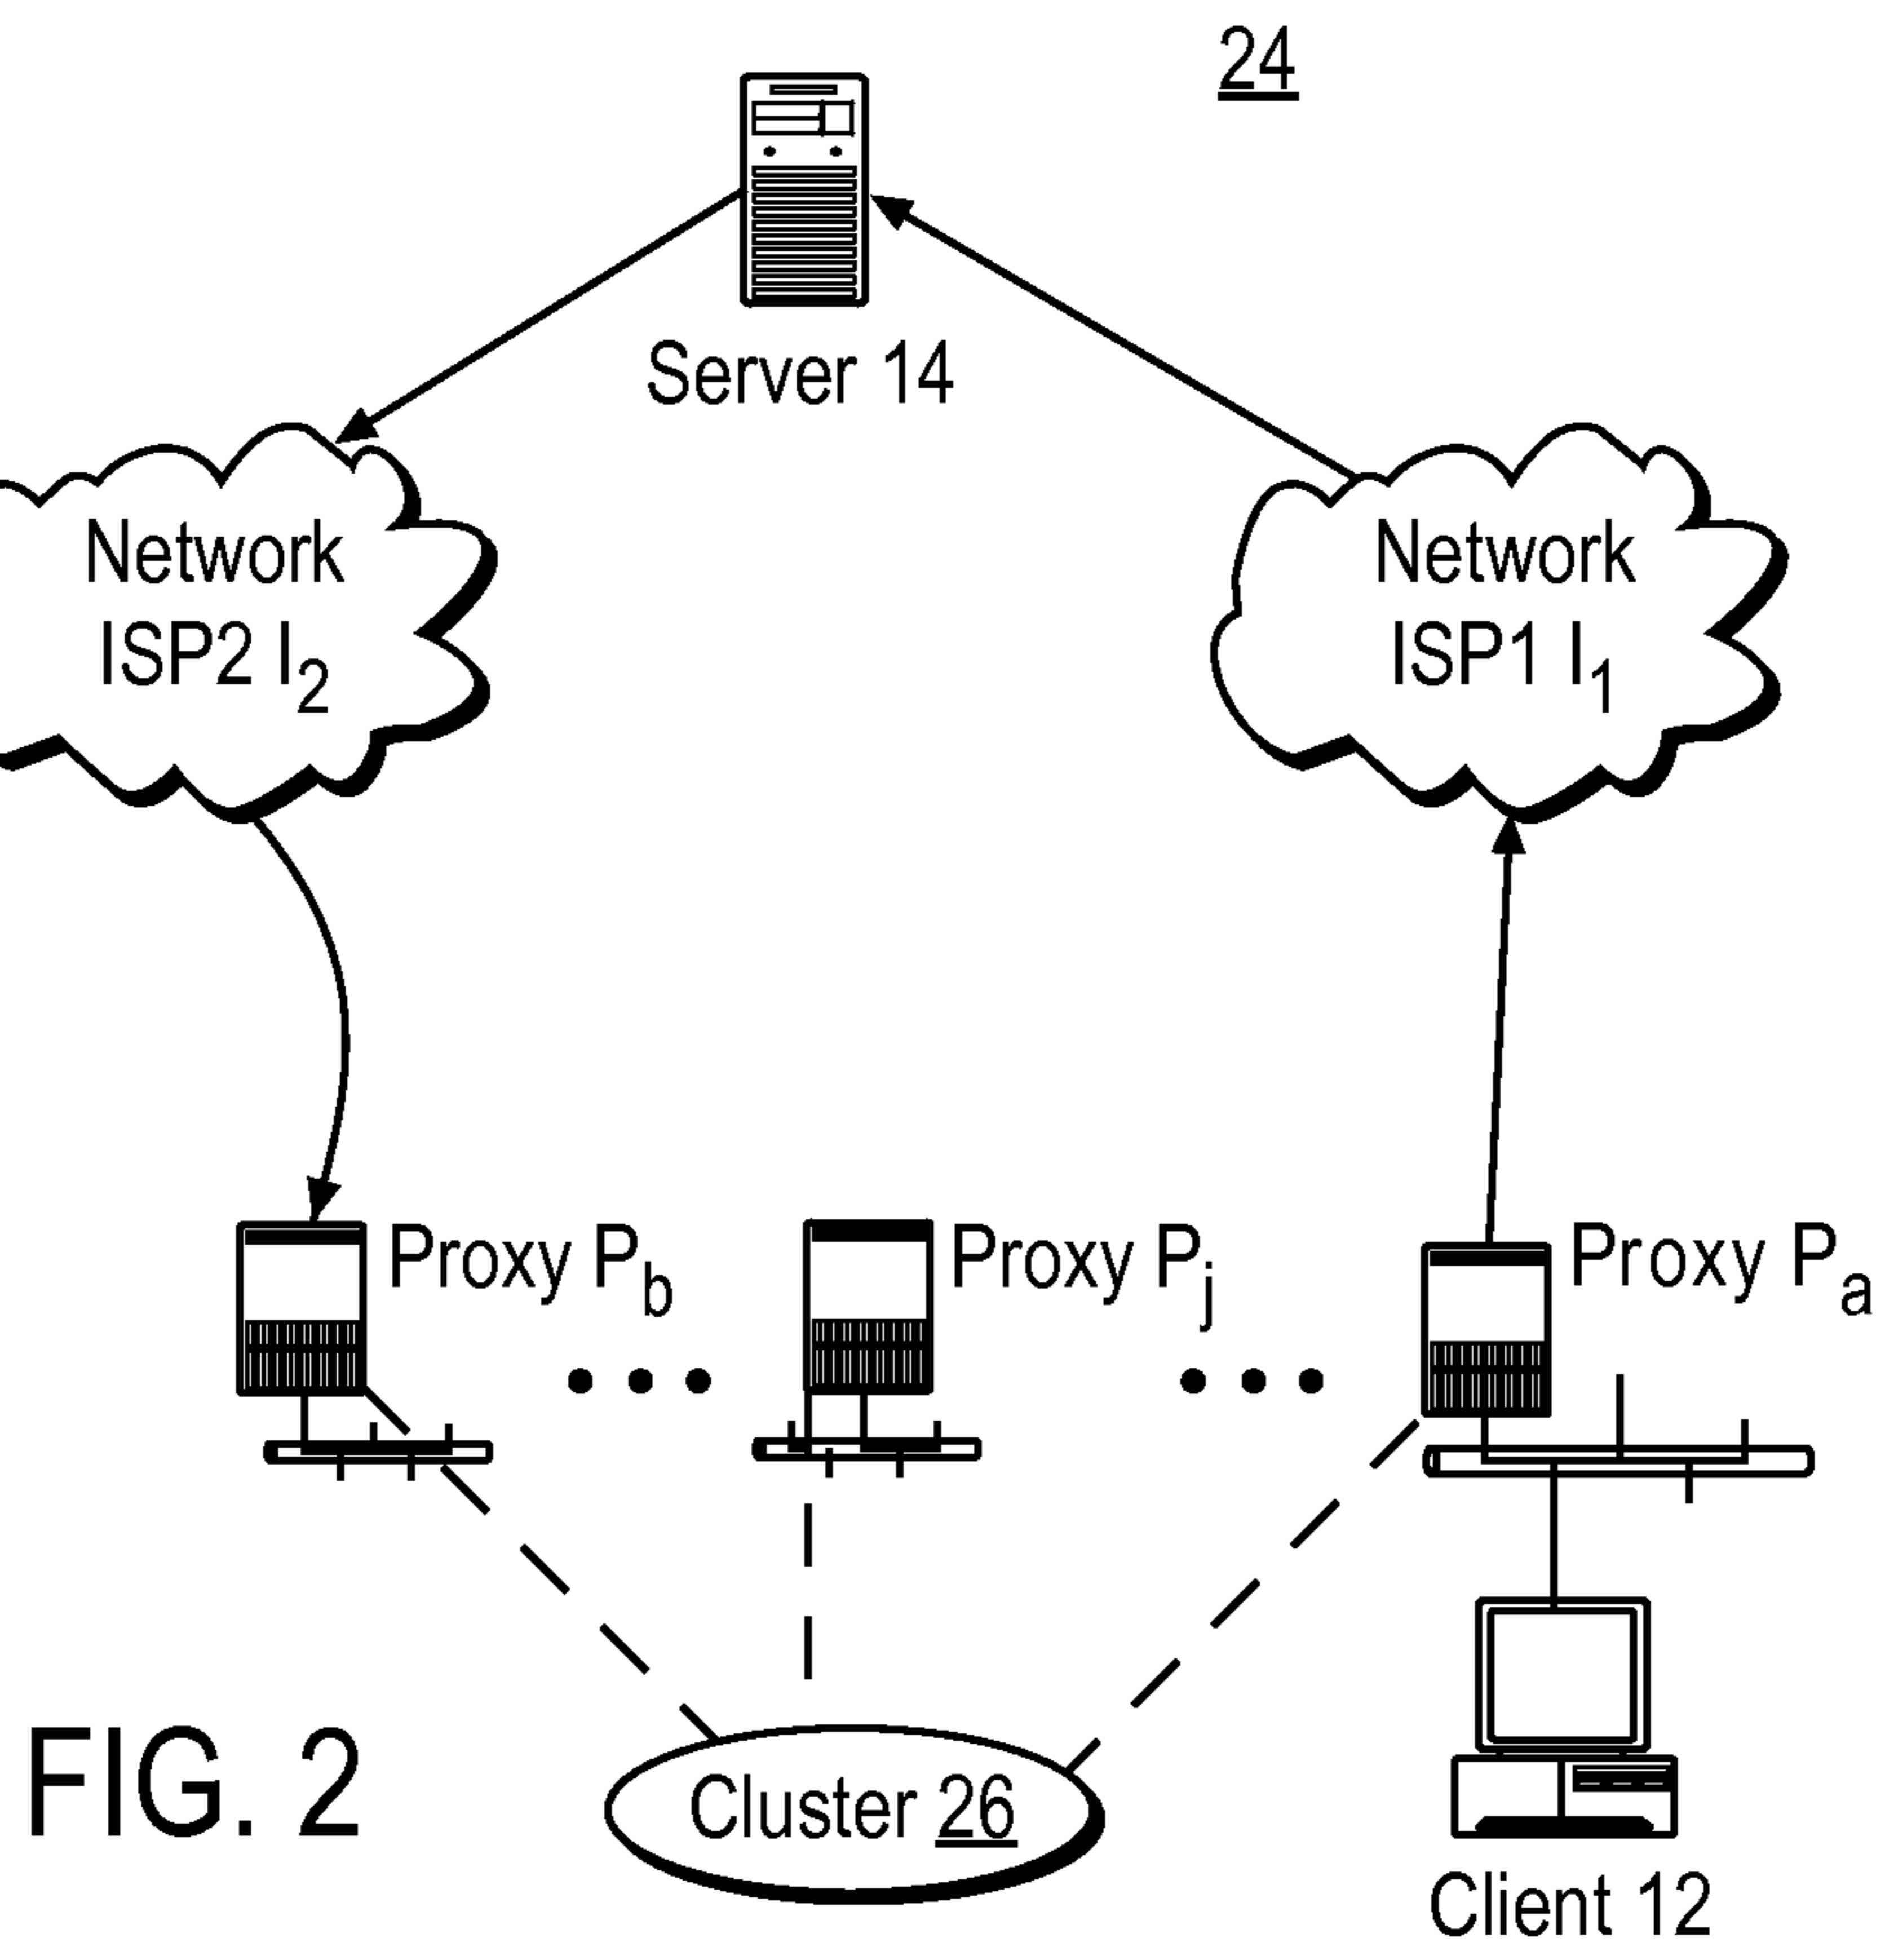 24
Server 14
Network
ISP2 I2
Network
ISP1 I1
Proxy Pb
Proxy Pj
Proxy Pa
Cluster 26
FIG. 2
Client 12